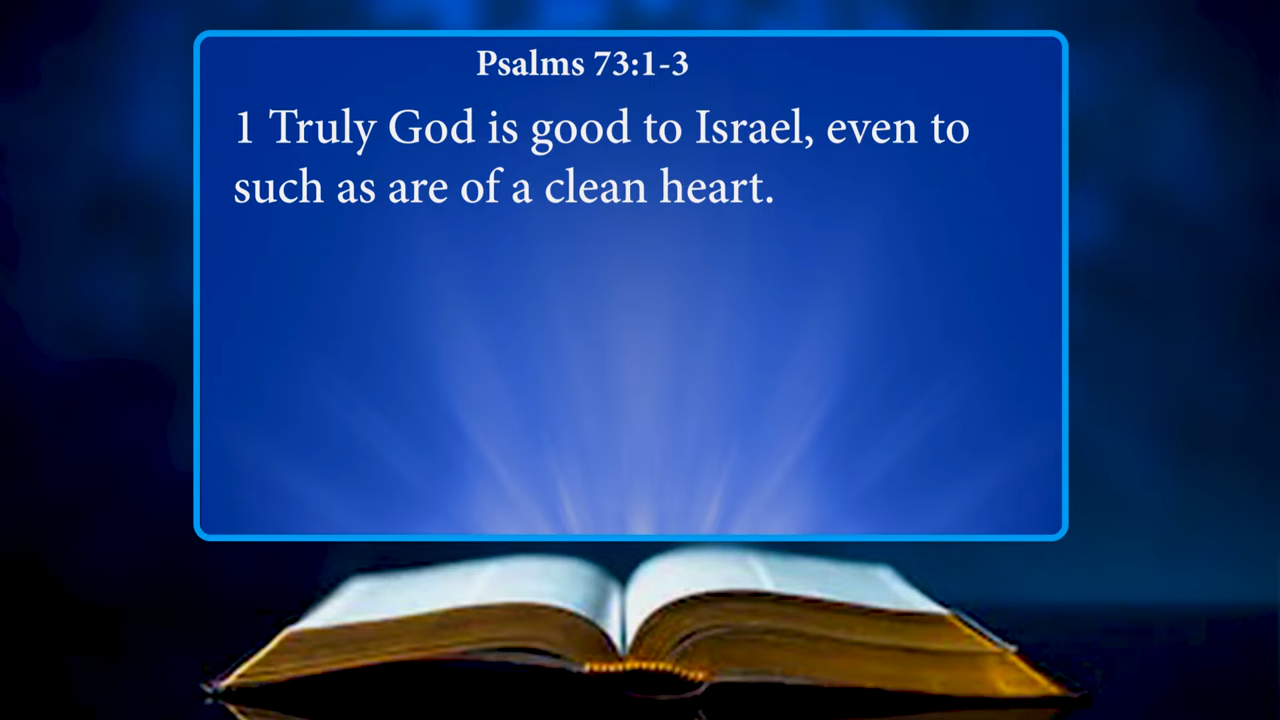 Psalms 73:1-3
1 Truly God is good to Israel, even to
such as are of a clean heart.